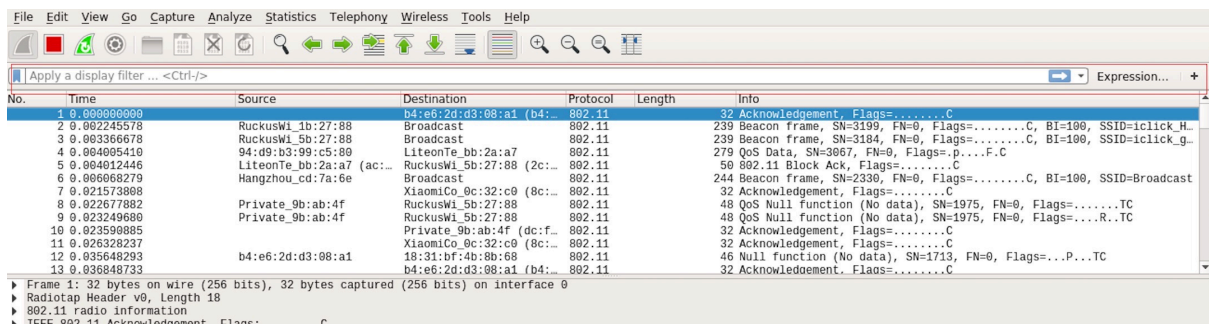 File Edit View Go Capture Analyze Statistics Telephony Wireless Tools Help
Apply a display filter ... <Ctrl-/> Expression... +
No. Time Source Destination Protocol Length Info
1 0.000000000 b4:e6:2d:d3:08:a1 (b4:… 802.11 32 Acknowledgement, Flags=........C
2 0.002245578 RuckusWi_1b:27:88 Broadcast 802.11 239 Beacon frame, SN=3199, FN=0, Flags=........C, BI=100, SSID=iclick_H…
3 0.003366678 RuckusWi_5b:27:88 Broadcast 802.11 239 Beacon frame, SN=3184, FN=0, Flags=........C, BI=100, SSID=iclick_g…
4 0.004005410 94:d9:b3:99:c5:80 LiteonTe_bb:2a:a7 802.11 279 QoS Data, SN=3067, FN=0, Flags=.p....F.C
5 0.004012446 LiteonTe_bb:2a:a7 (ac:… RuckusWi_5b:27:88 (2c:… 802.11 50 802.11 Block Ack, Flags=........C
6 0.006068279 Hangzhou_cd:7a:6e Broadcast 802.11 244 Beacon frame, SN=2330, FN=0, Flags=........C, BI=100, SSID=Broadcast
7 0.021573808 XiaomiCo_0c:32:c0 (8c:… 802.11 32 Acknowledgement, Flags=........C
8 0.022677882 Private_9b:ab:4f RuckusWi_5b:27:88 802.11 48 QoS Null function (No data), SN=1975, FN=0, Flags=.......TC
9 0.023249680 Private_9b:ab:4f RuckusWi_5b:27:88 802.11 48 QoS Null function (No data), SN=1975, FN=0, Flags=....R..TC
10 0.023590885 Private_9b:ab:4f (dc:f… 802.11 32 Acknowledgement, Flags=........C
11 0.026328237 XiaomiCo_0c:32:c0 (8c:… 802.11 32 Acknowledgement, Flags=........C
12 0.035648293 b4:e6:2d:d3:08:a1 18:31:bf:4b:8b:68 802.11 46 Null function (No data), SN=1713, FN=0, Flags=...P...TC
13 0.036848733 b4:e6:2d:d3:08:a1 (b4:… 802.11 32 Acknowledgement, Flags=........C
Frame 1: 32 bytes on wire (256 bits), 32 bytes captured (256 bits) on interface 0
Radiotap Header v0, Length 18
802.11 radio information
IEEE 802.11 Acknowledgement, Flags: ........C